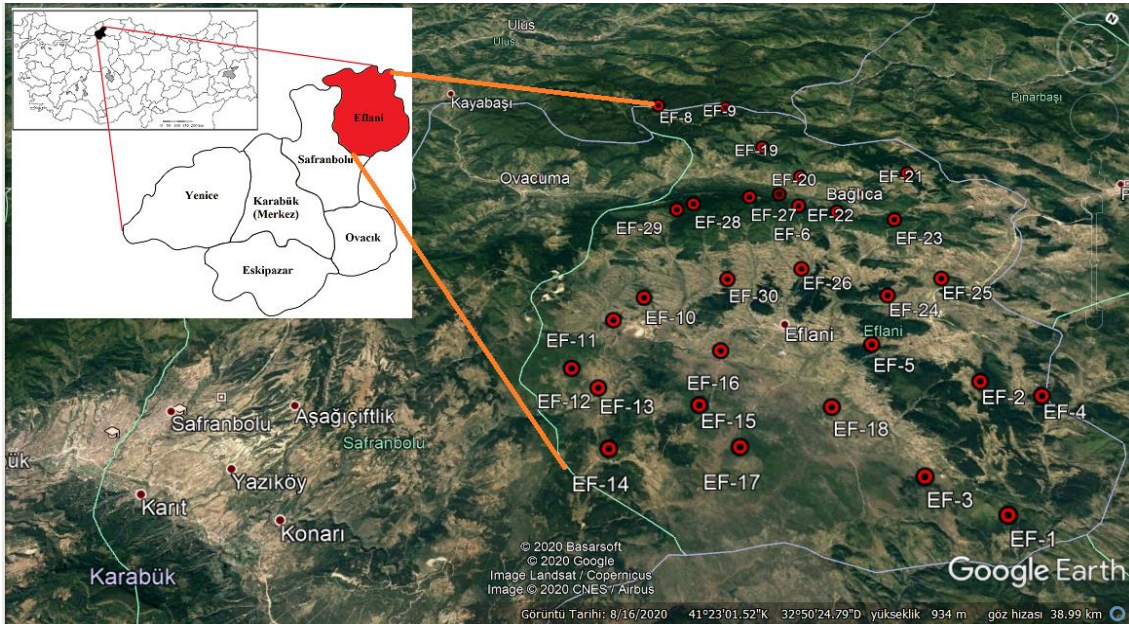 Eflani
Safranbolu
Yenice
Karabük
(Merkez)
Ovacık
Eskipazar
Ulus
Ulus
Pınarbaşı
Kayabaşı
EF-8
EF-9
EF-19
Ovacuma
EF-20
EF-21
Bağlıca
EF-29
EF-28
EF-27
EF-22
EF-6
EF-23
EF-26
EF-30
EF-25
EF-24
EF-10
Eflani
Eflani
EF-11
EF-5
EF-16
EF-12
EF-13
EF-2
EF-4
Safranbolu
Aşağıçiftlik
Safranbolu
EF-15
EF-18
EF-14
EF-17
Yazıköy
EF-3
Karıt
Konarı
EF-1
Karabük
© 2020 Basarsoft
© 2020 Google
Image Landsat / Copernicus
Image © 2020 CNES / Airbus
Google Earth
Görüntü Tarihi: 8/16/2020 41°23'01.52"K 32°50'24.79"D yükseklik 934 m göz hizası 38.99 km